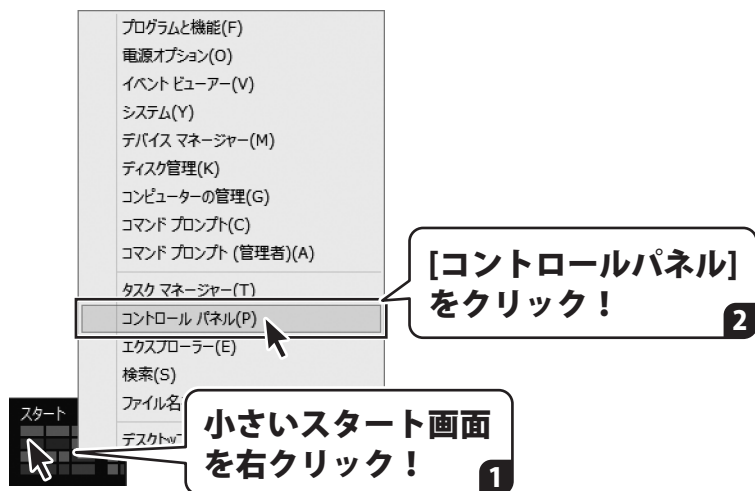 プログラムと機能(F)
電源オプション(O)
イベント ビューアー(V)
システム(Y)
デバイス マネージャー(M)
ディスク管理(K)
コンピューターの管理(G)
コマンド プロンプト(C)
コマンド プロンプト (管理者)(A)
タスク マネージャー(T)
コントロール パネル(P)
エクスプローラー(E)
検索(S)
ファイル名
デスクトップ
[コントロールパネル]
をクリック！
2
スタート
小さいスタート画面
を右クリック！
1